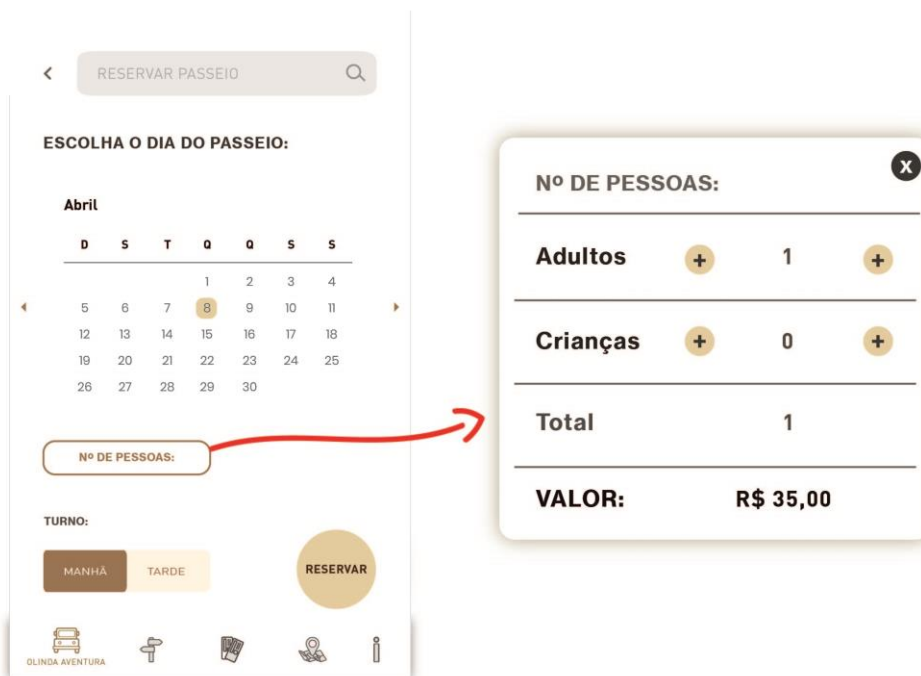 RESERVAR PASSEIO
ESCOLHA O DIA DO PASSEIO:
Abril
D S T Q Q S S
1 2 3 4
5 6 7 8 9 10 11
12 13 14 15 16 17 18
19 20 21 22 23 24 25
26 27 28 29 30
Nº DE PESSOAS:
TURNO:
MANHÃ TARDE
RESERVAR
OLINDA AVENTURA
X
Nº DE PESSOAS:
Adultos + 1 +
Crianças + 0 +
Total 1
VALOR: R$ 35,00